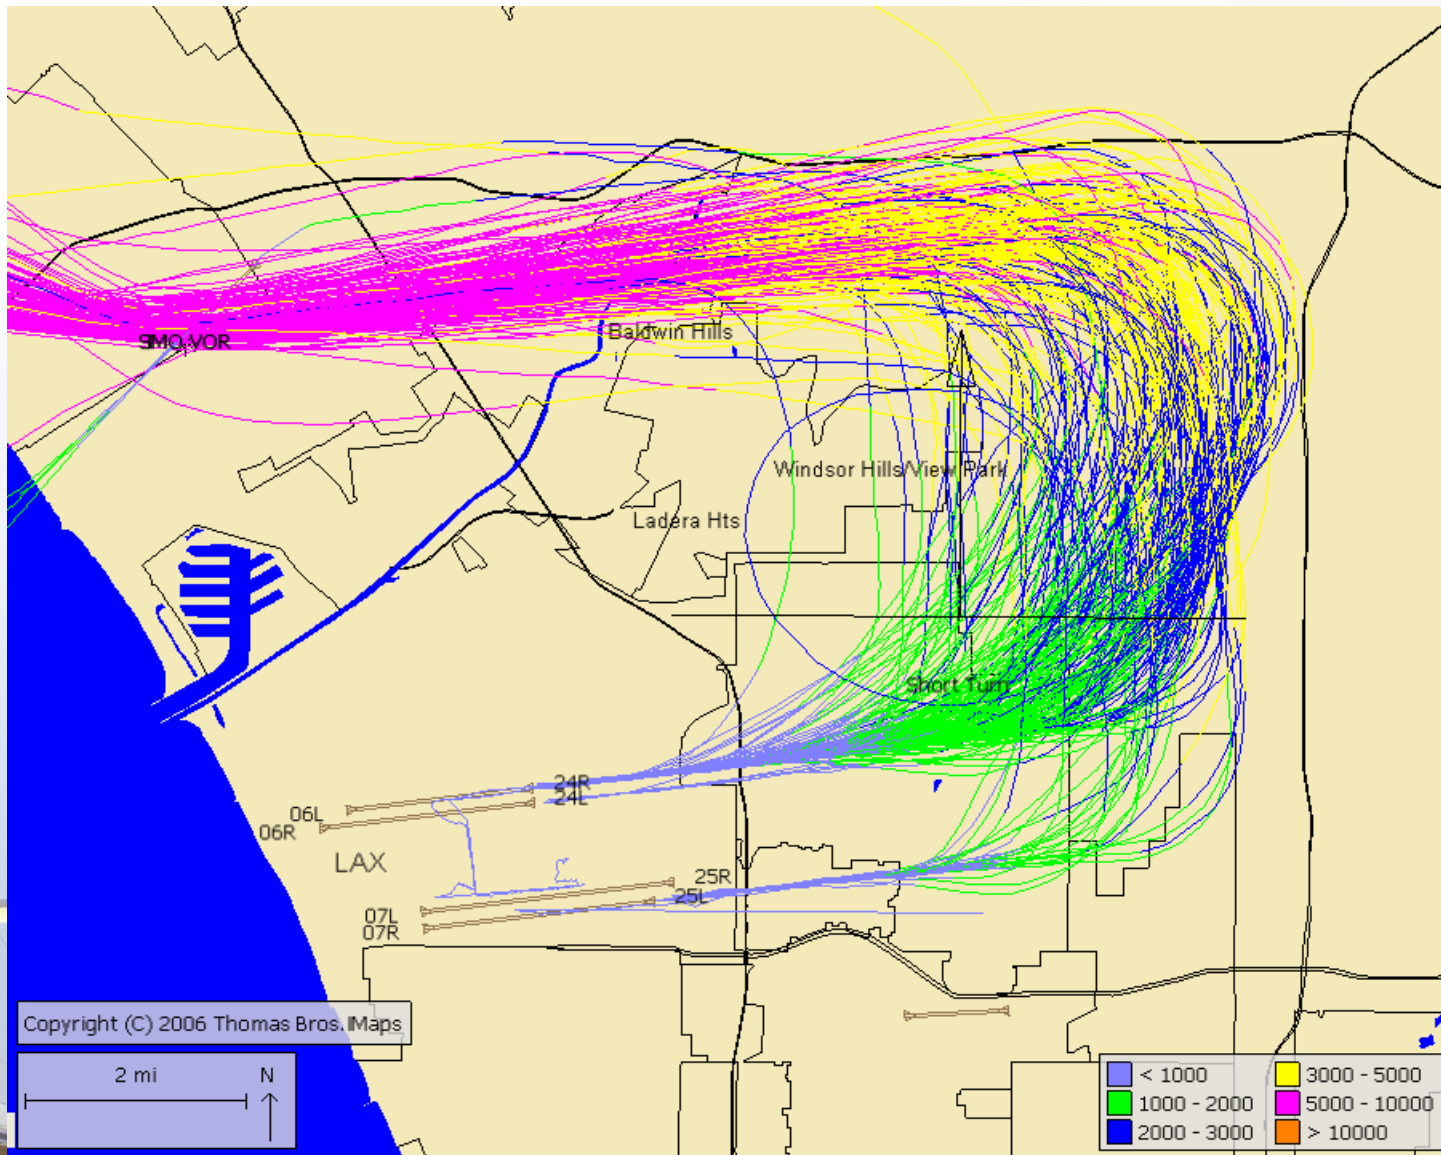 SMO VOR
Baldwin Hills
Windsor Hills/View Park
Ladera Hts
Short Turn
24R
24L
06L
06R
LAX
25R
25L
07L
07R
Copyright (C) 2006 Thomas Bros. Maps
2 mi
N
< 1000
3000 - 5000
1000 - 2000
5000 - 10000
2000 - 3000
> 10000